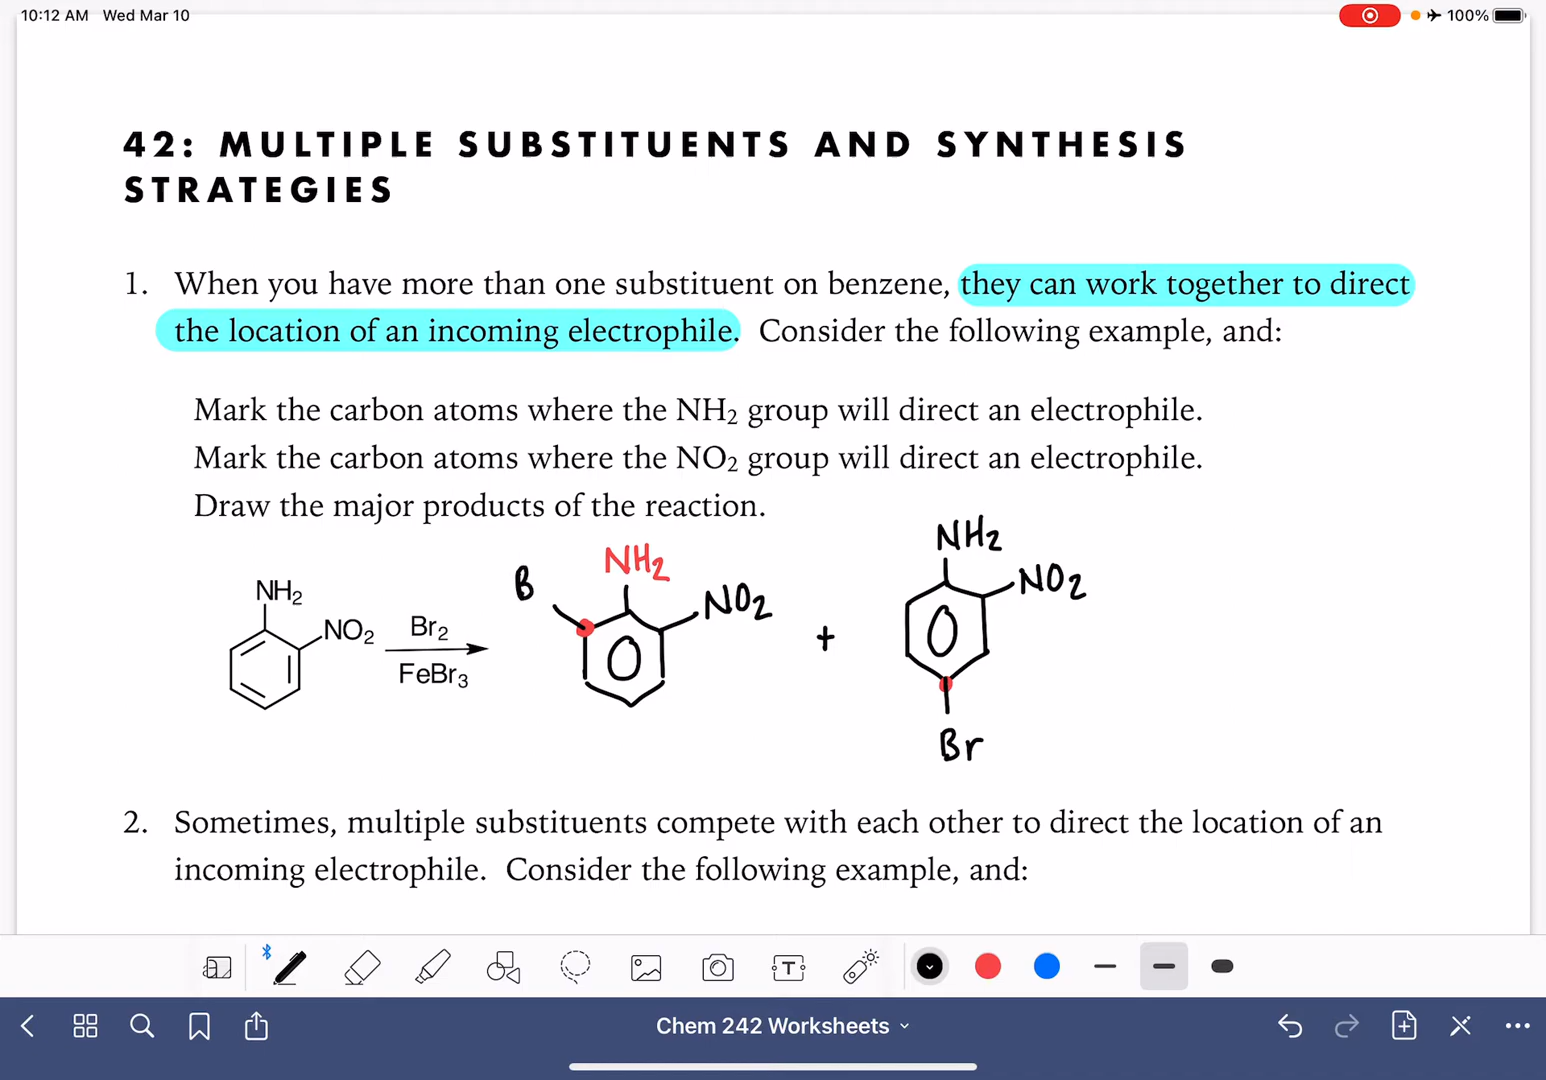 10:12 AM Wed Mar 10
100%
42: MULTIPLE SUBSTITUENTS AND SYNTHESIS
STRATEGIES
1. When you have more than one substituent on benzene, they can work together to direct
the location of an incoming electrophile. Consider the following example, and:
Mark the carbon atoms where the NH₂ group will direct an electrophile.
Mark the carbon atoms where the NO₂ group will direct an electrophile.
Draw the major products of the reaction.
NH₂
NO₂
Br₂
FeBr₃
B
NH₂
NO₂
+
NH₂
NO₂
Br
2. Sometimes, multiple substituents compete with each other to direct the location of an
incoming electrophile. Consider the following example, and:
Chem 242 Worksheets